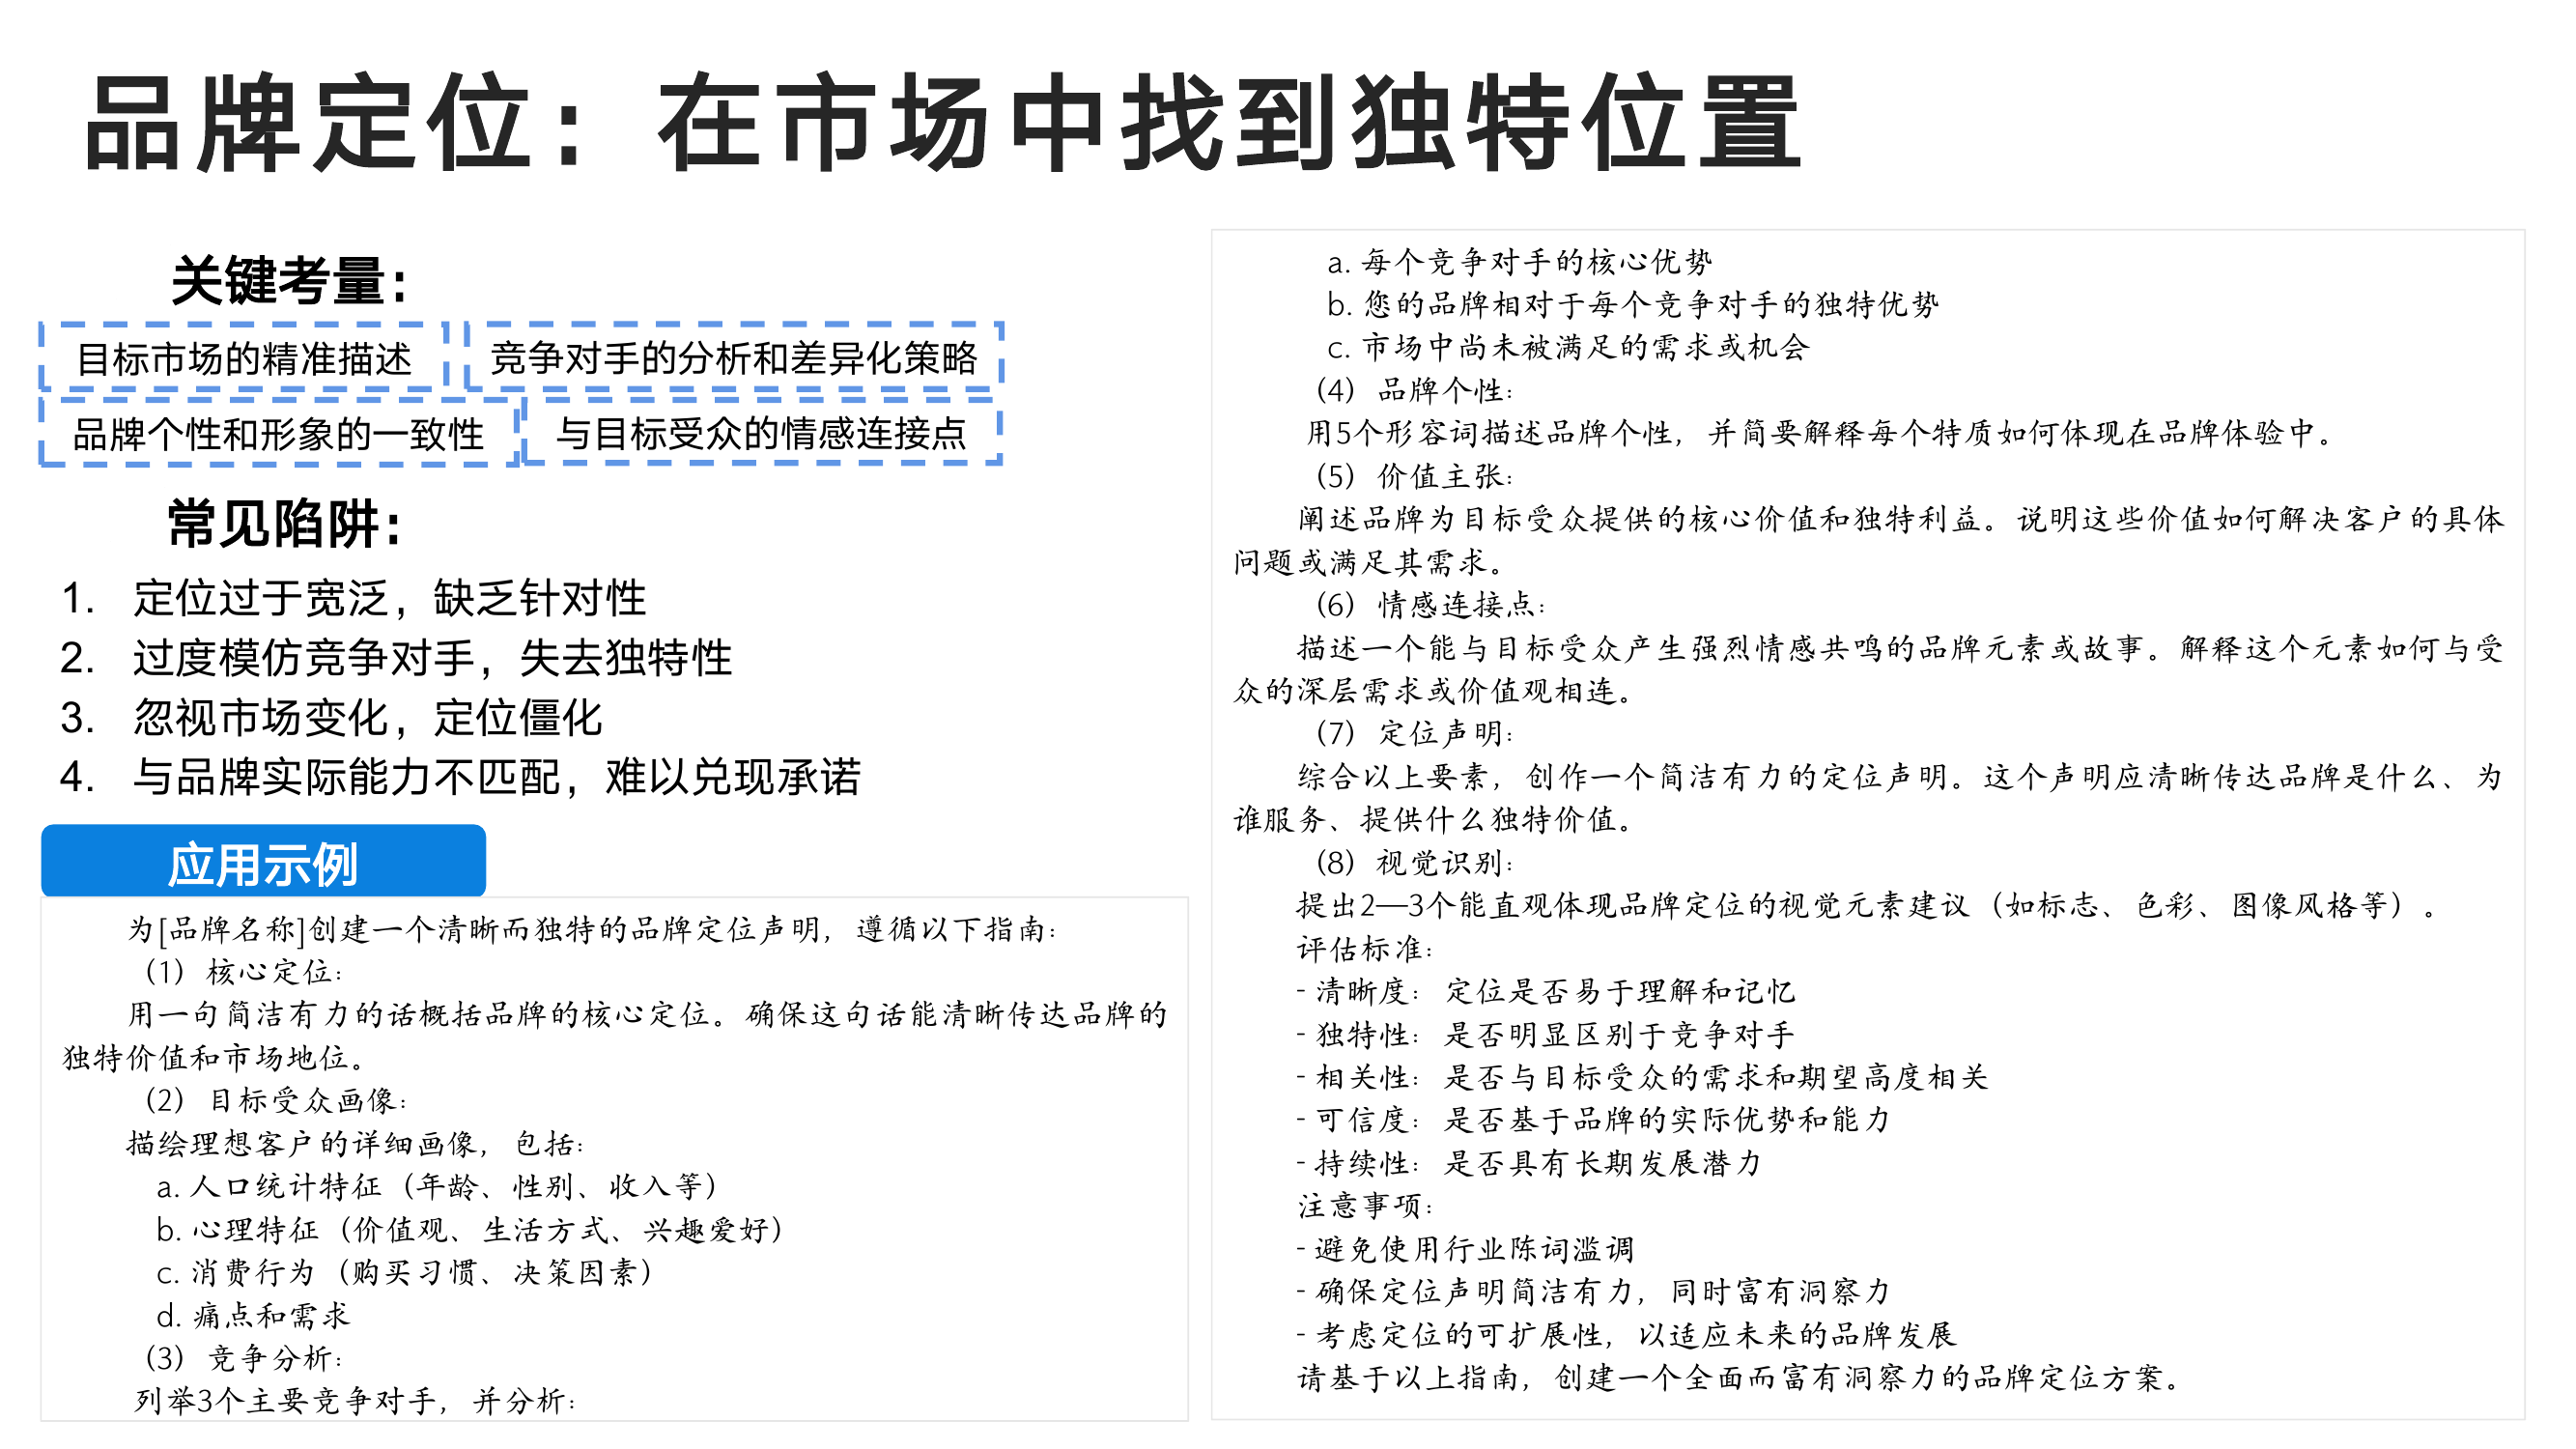 品牌定位：在市场中找到独特位置
关键考量：
目标市场的精准描述
竞争对手的分析和差异化策略
品牌个性和形象的一致性
与目标受众的情感连接点
常见陷阱：
1. 定位过于宽泛，缺乏针对性
2. 过度模仿竞争对手，失去独特性
3. 忽视市场变化，定位僵化
4. 与品牌实际能力不匹配，难以兑现承诺
应用示例
为[品牌名称]创建一个清晰而独特的品牌定位声明，遵循以下指南：
（1）核心定位：
用一句简洁有力的话概括品牌的核心定位。确保这句话能清晰传达品牌的
独特价值和市场地位。
（2）目标受众画像：
描绘理想客户的详细画像，包括：
a. 人口统计特征（年龄、性别、收入等）
b. 心理特征（价值观、生活方式、兴趣爱好）
c. 消费行为（购买习惯、决策因素）
d. 痛点和需求
（3）竞争分析：
列举3个主要竞争对手，并分析：
a. 每个竞争对手的核心优势
b. 您的品牌相对于每个竞争对手的独特优势
c. 市场中尚未被满足的需求或机会
（4）品牌个性：
用5个形容词描述品牌个性，并简要解释每个特质如何体现在品牌体验中。
（5）价值主张：
阐述品牌为目标受众提供的核心价值和独特利益。说明这些价值如何解决客户的具体
问题或满足其需求。
（6）情感连接点：
描述一个能与目标受众产生强烈情感共鸣的品牌元素或故事。解释这个元素如何与受
众的深层需求或价值观相连。
（7）定位声明：
综合以上要素，创作一个简洁有力的定位声明。这个声明应清晰传达品牌是什么、为
谁服务、提供什么独特价值。
（8）视觉识别：
提出2—3个能直观体现品牌定位的视觉元素建议（如标志、色彩、图像风格等）。
评估标准：
- 清晰度：定位是否易于理解和记忆
- 独特性：是否明显区别于竞争对手
- 相关性：是否与目标受众的需求和期望高度相关
- 可信度：是否基于品牌的实际优势和能力
- 持续性：是否具有长期发展潜力
注意事项：
- 避免使用行业陈词滥调
- 确保定位声明简洁有力，同时富有洞察力
- 考虑定位的可扩展性，以适应未来的品牌发展
请基于以上指南，创建一个全面而富有洞察力的品牌定位方案。